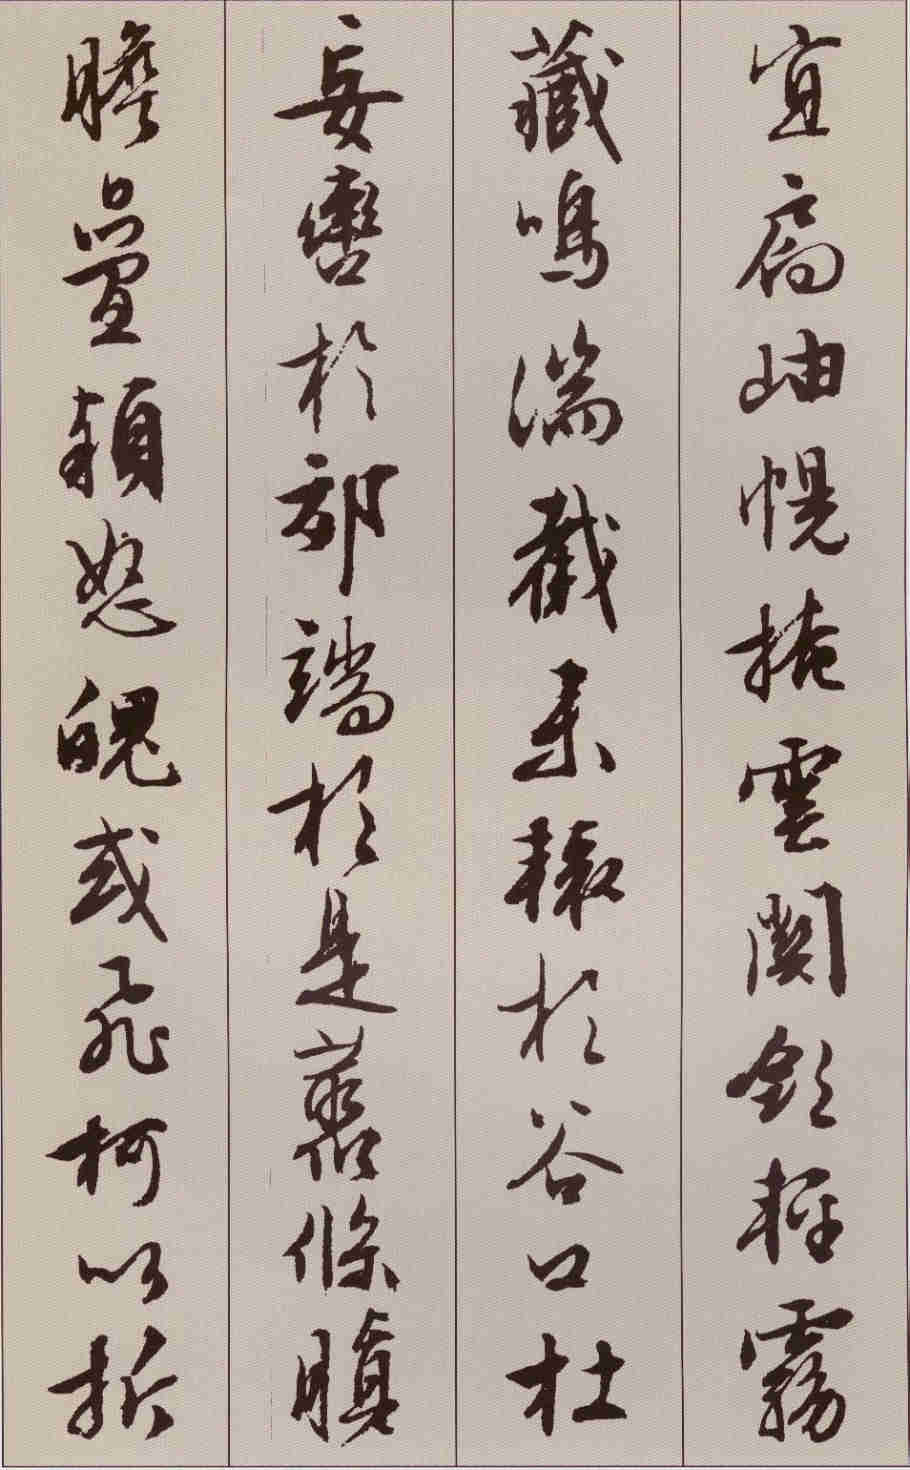 宜扃岫幌掩雲關斂輕霧
藏鳴湍截來轅於谷口杜
妄轡於郊端於是叢條瞋
膽疊穎怒魄或飛柯以折